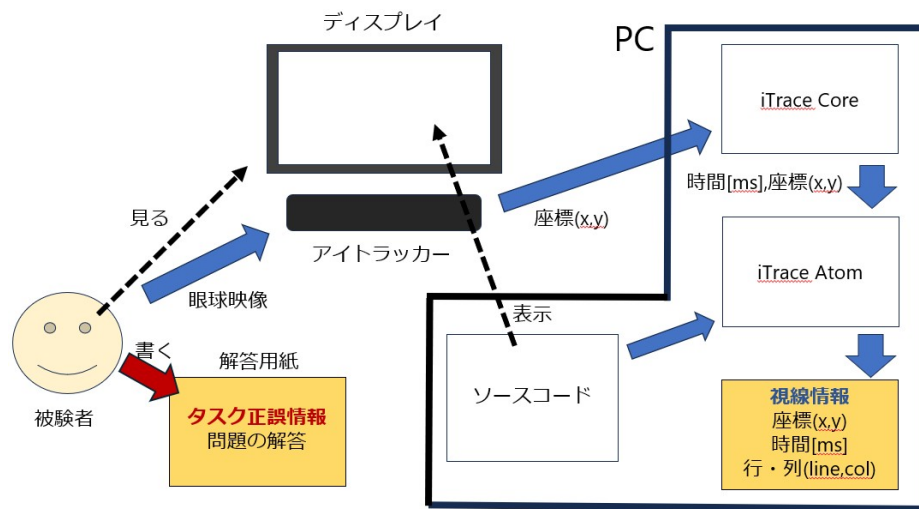 ディスプレイ
PC
iTrace Core
時間[ms],座標(x,y)
見る
座標(x,y)
アイトラッカー
iTrace Atom
眼球映像
表示
書く
解答用紙
被験者
タスク正誤情報
問題の解答
ソースコード
視線情報
座標(x,y)
時間[ms]
行・列(line,col)